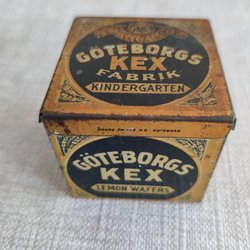 GÖTEBORGS
KEX
FABRIK
KINDERGARTEN
GÖTEBORGS
KEX
LEMON WAFERS